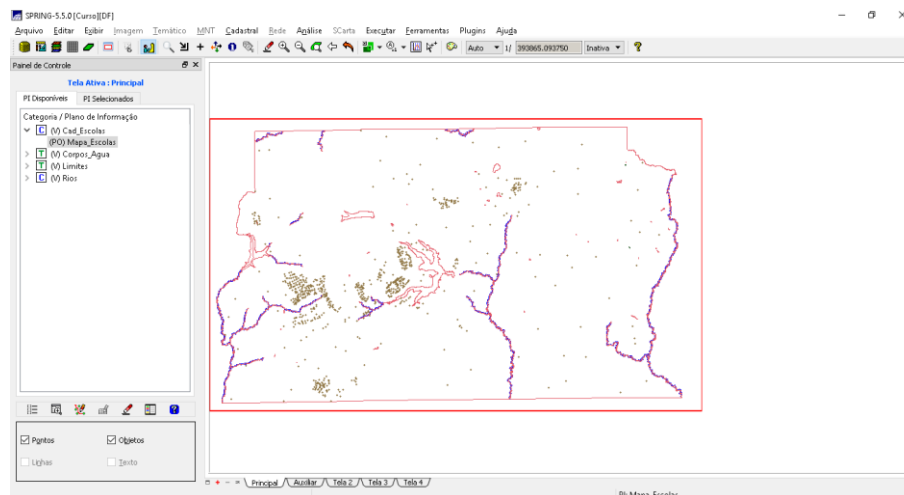 SPRING-5.5.0 [Curso][DF]
Arquivo Editar Exibir Imagem Temático MNT Cadastral Rede Análise SCarta Executar Ferramentas Plugins Ajuda
Auto 1/ 393865.093750 Inativa
Painel de Controle
Tela Ativa : Principal
PI Disponíveis PI Selecionados
Categoria / Plano de Informação
C (V) Cad_Escolas
(PO) Mapa_Escolas
T (V) Corpos_Agua
T (V) Limites
C (V) Rios
Pontos Objetos
Linhas Texto
Principal Auxiliar Tela 2 Tela 3 Tela 4
PI: Mapa_Escolas